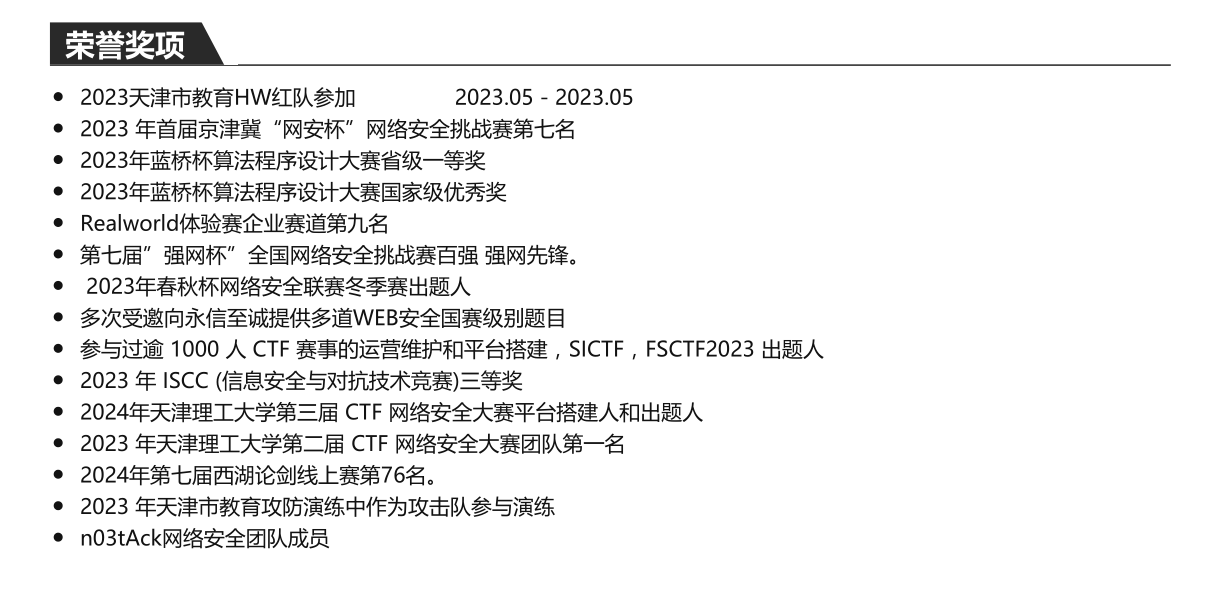 荣誉奖项
2023天津市教育HW红队参加 2023.05 - 2023.05
2023 年首届京津冀“网安杯”网络安全挑战赛第七名
2023年蓝桥杯算法程序设计大赛省级一等奖
2023年蓝桥杯算法程序设计大赛国家级优秀奖
Realworld体验赛企业赛道第九名
第七届”强网杯”全国网络安全挑战赛百强 强网先锋。
2023年春秋杯网络安全联赛冬季赛出题人
多次受邀向永信至诚提供多道WEB安全国赛级别题目
参与过逾 1000 人 CTF 赛事的运营维护和平台搭建，SICTF，FSCTF2023 出题人
2023 年 ISCC (信息安全与对抗技术竞赛)三等奖
2024年天津理工大学第三届 CTF 网络安全大赛平台搭建人和出题人
2023 年天津理工大学第二届 CTF 网络安全大赛团队第一名
2024年第七届西湖论剑线上赛第76名。
2023 年天津市教育攻防演练中作为攻击队参与演练
n03tAck网络安全团队成员